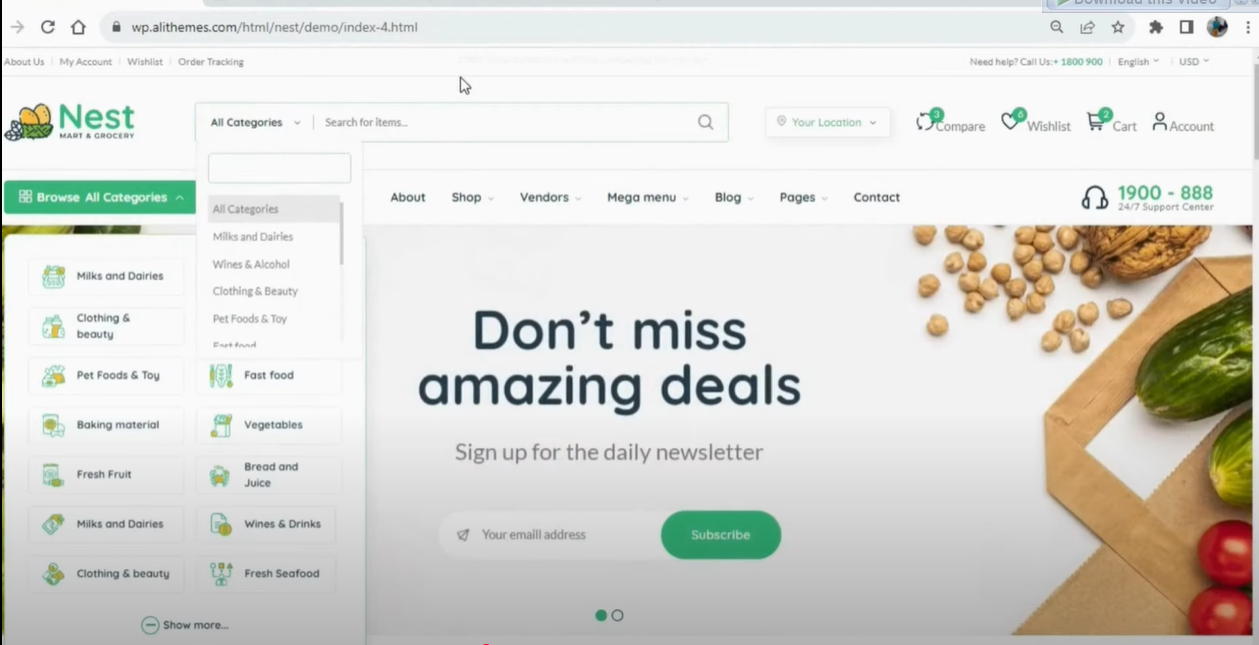 Download this video
wp.alithemes.com/html/nest/demo/index-4.html
About Us | My Account | Wishlist | Order Tracking
Need help? Call Us:+ 1800 900 | English | USD
Nest
MART & GROCERY
All Categories
Search for items...
Your Location
3
Compare
6
Wishlist
2
Cart
Account
Browse All Categories
All Categories
Milks and Dairies
Wines & Alcohol
Clothing & Beauty
Pet Foods & Toy
Fast food
About
Shop
Vendors
Mega menu
Blog
Pages
Contact
1900 - 888
24/7 Support Center
Milks and Dairies
Clothing &
beauty
Pet Foods & Toy
Fast food
Baking material
Vegetables
Fresh Fruit
Bread and
Juice
Milks and Dairies
Wines & Drinks
Clothing & beauty
Fresh Seafood
Show more...
Don’t miss
amazing deals
Sign up for the daily newsletter
Your emaill address
Subscribe